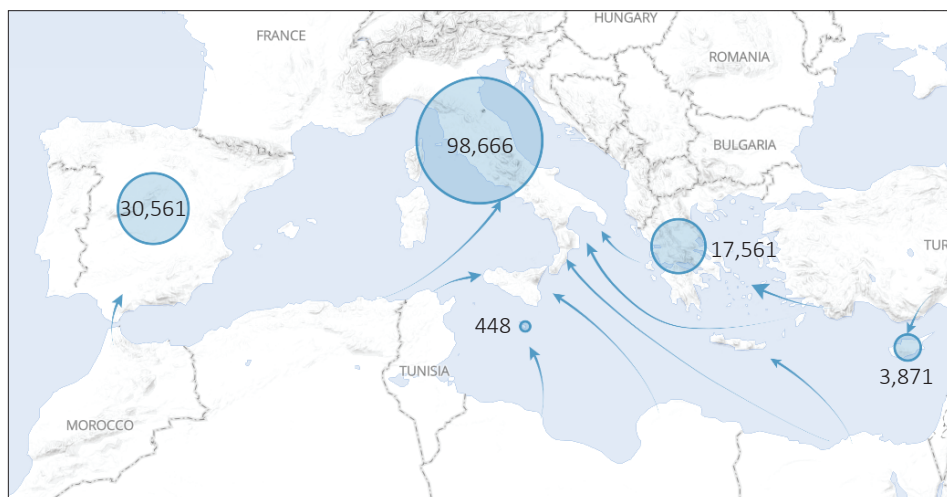 HUNGARY
FRANCE
ROMANIA
98,666
BULGARIA
30,561
17,561
TUR
448
TUNISIA
3,871
MOROCCO